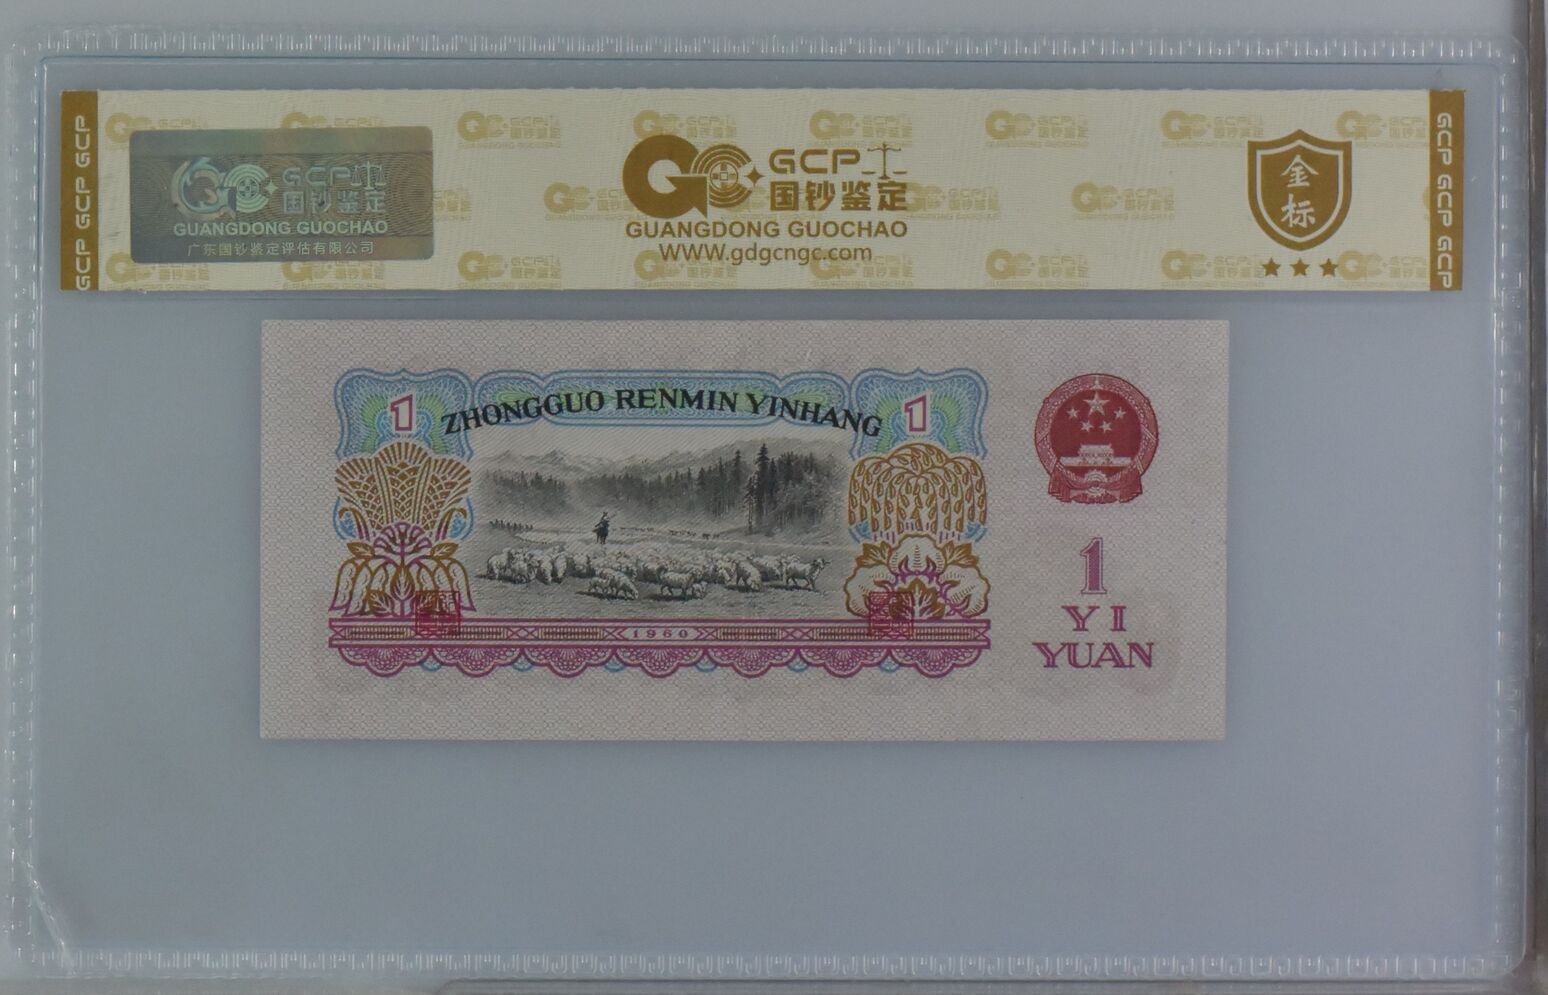 GCP GCP GCP
GCP
国钞鉴定
GUANGDONG GUOCHAO
广东国钞鉴定评估有限公司
GCP
国钞鉴定
GUANGDONG GUOCHAO
WWW.gdgcngc.com
金
标
GCP GCP GCP
1
ZHONGGUO RENMIN YINHANG
1
1960
1
YI
YUAN